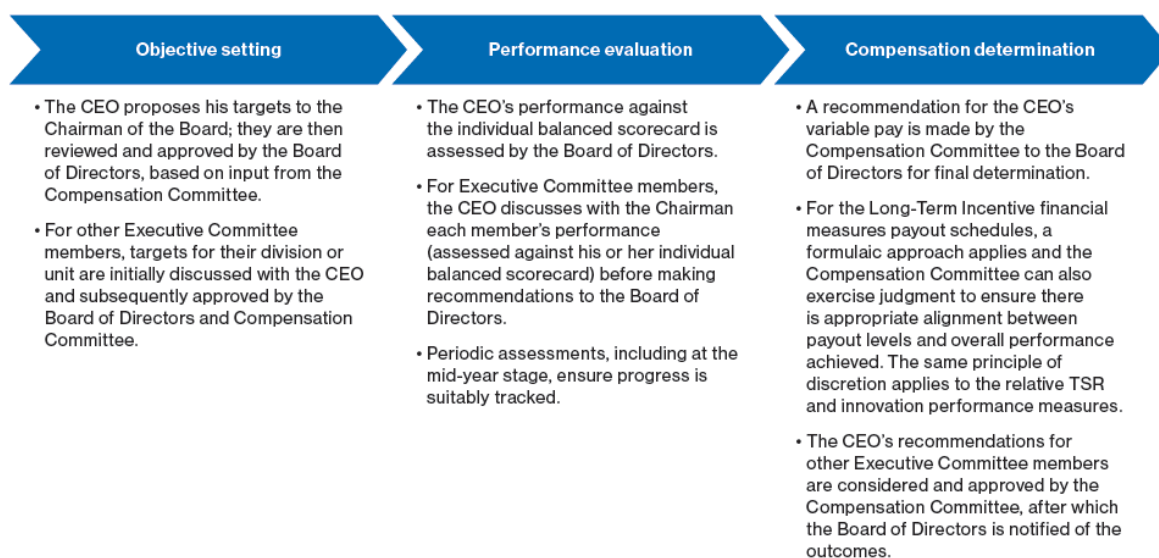 Objective setting
Performance evaluation
Compensation determination
• The CEO proposes his targets to the
Chairman of the Board; they are then
reviewed and approved by the Board
of Directors, based on input from the
Compensation Committee.
• For other Executive Committee
members, targets for their division or
unit are initially discussed with the CEO
and subsequently approved by the
Board of Directors and Compensation
Committee.
• The CEO’s performance against
the individual balanced scorecard is
assessed by the Board of Directors.
• For Executive Committee members,
the CEO discusses with the Chairman
each member’s performance
(assessed against his or her individual
balanced scorecard) before making
recommendations to the Board of
Directors.
• Periodic assessments, including at the
mid-year stage, ensure progress is
suitably tracked.
• A recommendation for the CEO’s
variable pay is made by the
Compensation Committee to the Board
of Directors for final determination.
• For the Long-Term Incentive financial
measures payout schedules, a
formulaic approach applies and the
Compensation Committee can also
exercise judgment to ensure there
is appropriate alignment between
payout levels and overall performance
achieved. The same principle of
discretion applies to the relative TSR
and innovation performance measures.
• The CEO’s recommendations for
other Executive Committee members
are considered and approved by the
Compensation Committee, after which
the Board of Directors is notified of the
outcomes.